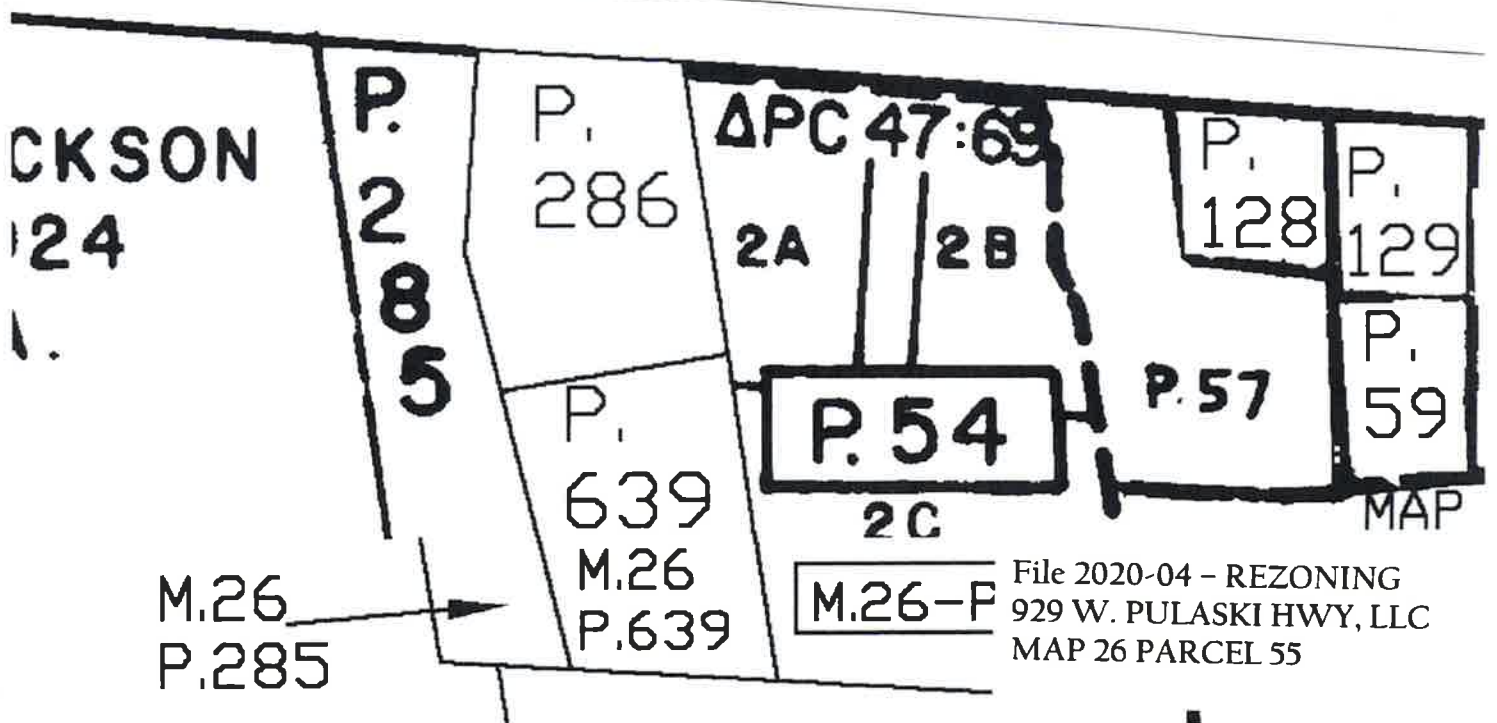 CKSON
024
P.
2
8
5
P.
286
ΔPC 47:69
2A
2B
P.
128
P.
129
P.
639
P. 54
P. 57
P.
59
2C
MAP
M.26
P.285
M.26
P.639
M.26-P
File 2020-04 – REZONING
929 W. PULASKI HWY, LLC
MAP 26 PARCEL 55